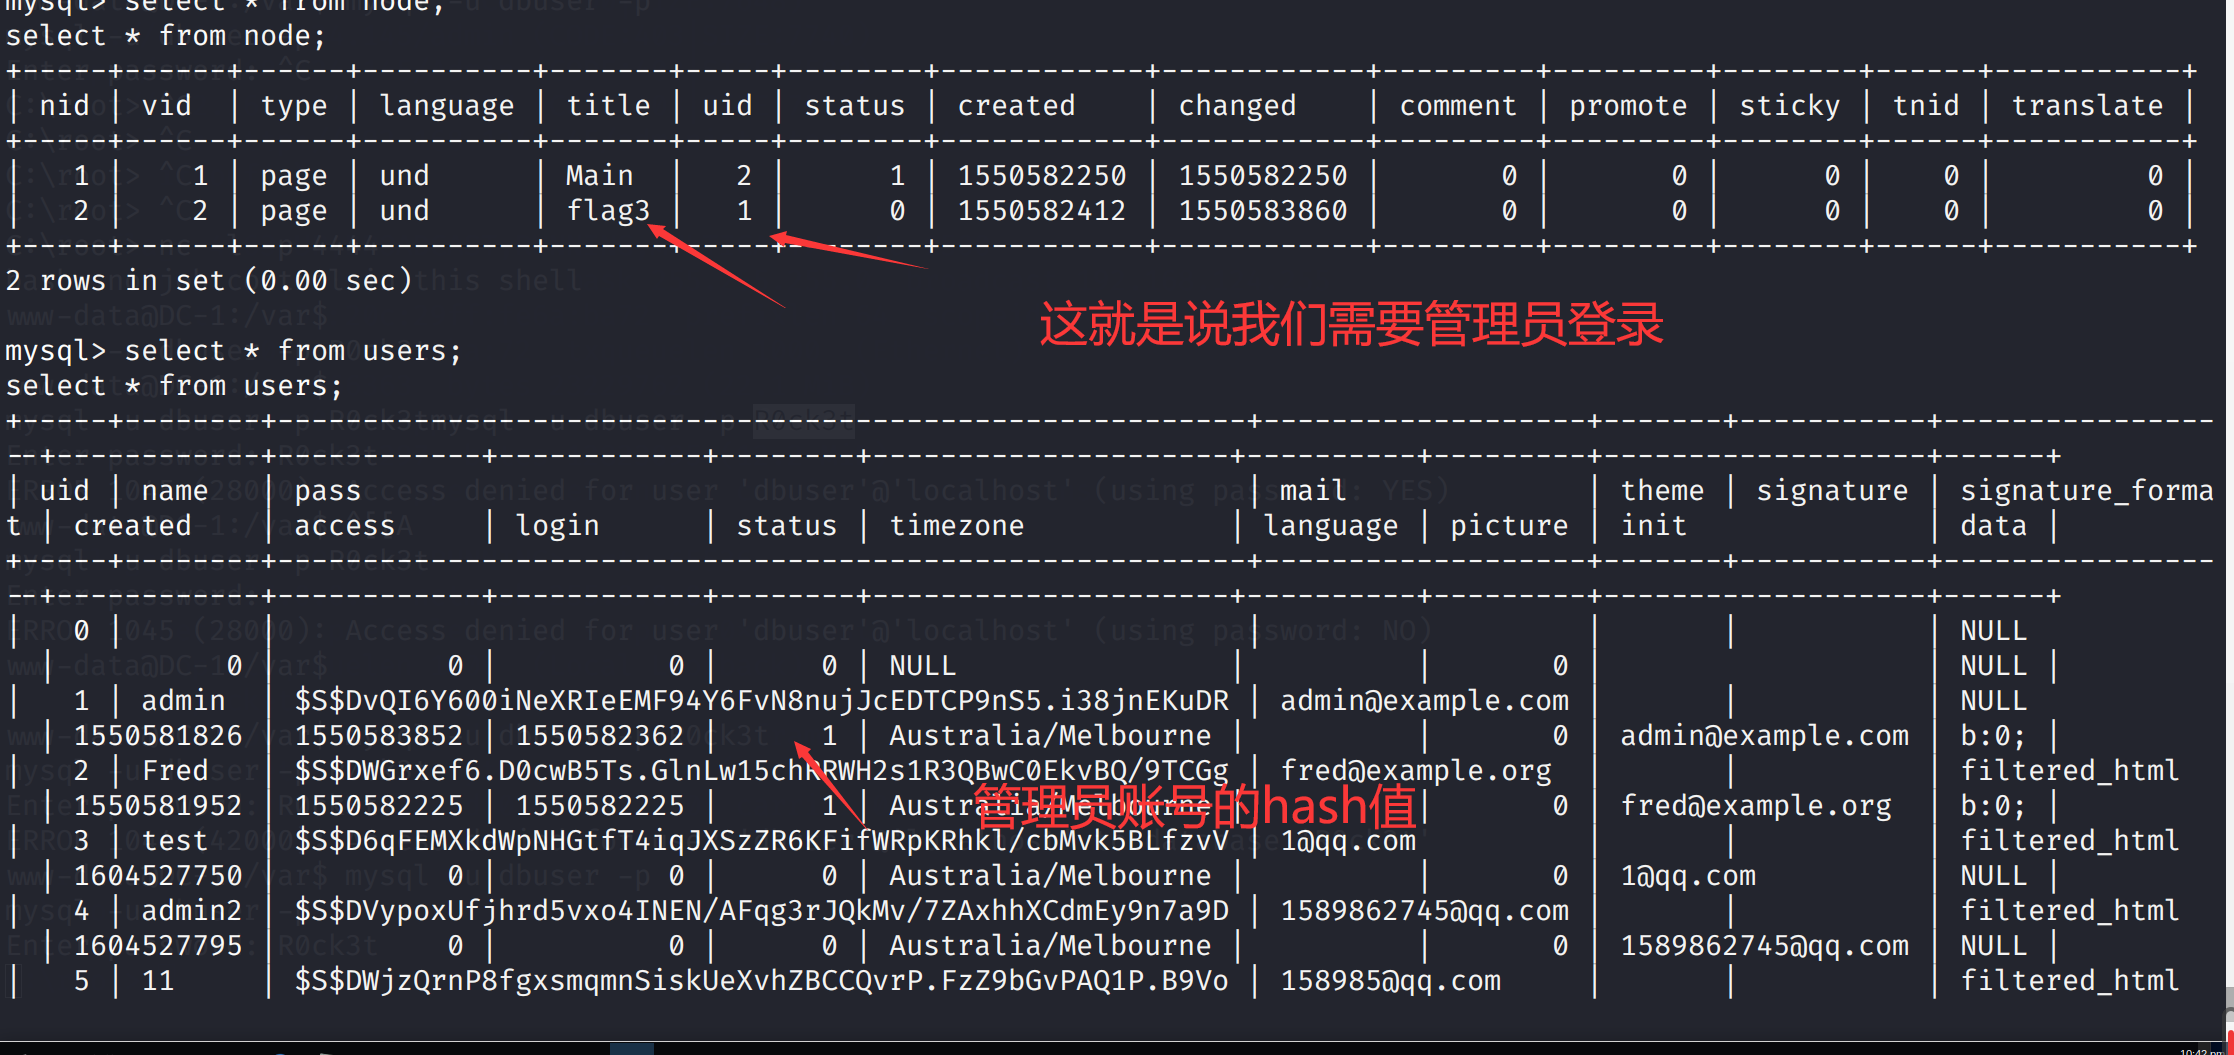 mysql> select * from node;
select * from node;
| nid | vid | type | language | title | uid | status | created | changed | comment | promote | sticky | tnid | translate |
| 1 | 1 | page | und | Main | 2 | 1 | 1550582250 | 1550582250 | 0 | 0 | 0 | 0 | 0 |
| 2 | 2 | page | und | flag3 | 1 | 0 | 1550582412 | 1550583860 | 0 | 0 | 0 | 0 | 0 |
2 rows in set (0.00 sec)
这就是说我们需要管理员登录
mysql> select * from users;
select * from users;
| uid | name | pass | mail | theme | signature | signature_forma
t | created | access | login | status | timezone | language | picture | init | data |
| 0 | | | | | | NULL
| 0 | 0 | 0 | 0 | NULL | | 0 | | NULL |
| 1 | admin | $S$DvQI6Y600iNeXRIeEMF94Y6FvN8nujJcEDTCP9nS5.i38jnEKuDR | admin@example.com | | | NULL
| 1550581826 | 1550583852 | 1550582362 | 1 | Australia/Melbourne | | 0 | admin@example.com | b:0; |
| 2 | Fred | $S$DWGrxef6.D0cwB5Ts.GlnLw15chRRWH2s1R3QBwC0EkvBQ/9TCGg | fred@example.org | | | filtered_html
| 1550581952 | 1550582225 | 1550582225 | 1 | Australia/Melbourne | | 0 | fred@example.org | b:0; |
管理员账号的hash值
| 3 | test | $S$D6qFEMXkdWpNHGtfT4iqJXSzZR6KFifWRpKRhkl/cbMvk5BLfzvV | 1@qq.com | | | filtered_html
| 1604527750 | 0 | 0 | 0 | Australia/Melbourne | | 0 | 1@qq.com | NULL |
| 4 | admin2 | $S$DVypoxUfjhrd5vxo4INEN/AFqg3rJQkMv/7ZAxhhXCdmEy9n7a9D | 1589862745@qq.com | | | filtered_html
| 1604527795 | 0 | 0 | 0 | Australia/Melbourne | | 0 | 1589862745@qq.com | NULL |
| 5 | 11 | $S$DWjzQrnP8fgxsmqmnSiskUeXvhZBCCQvrP.FzZ9bGvPAQ1P.B9Vo | 158985@qq.com | | | filtered_html